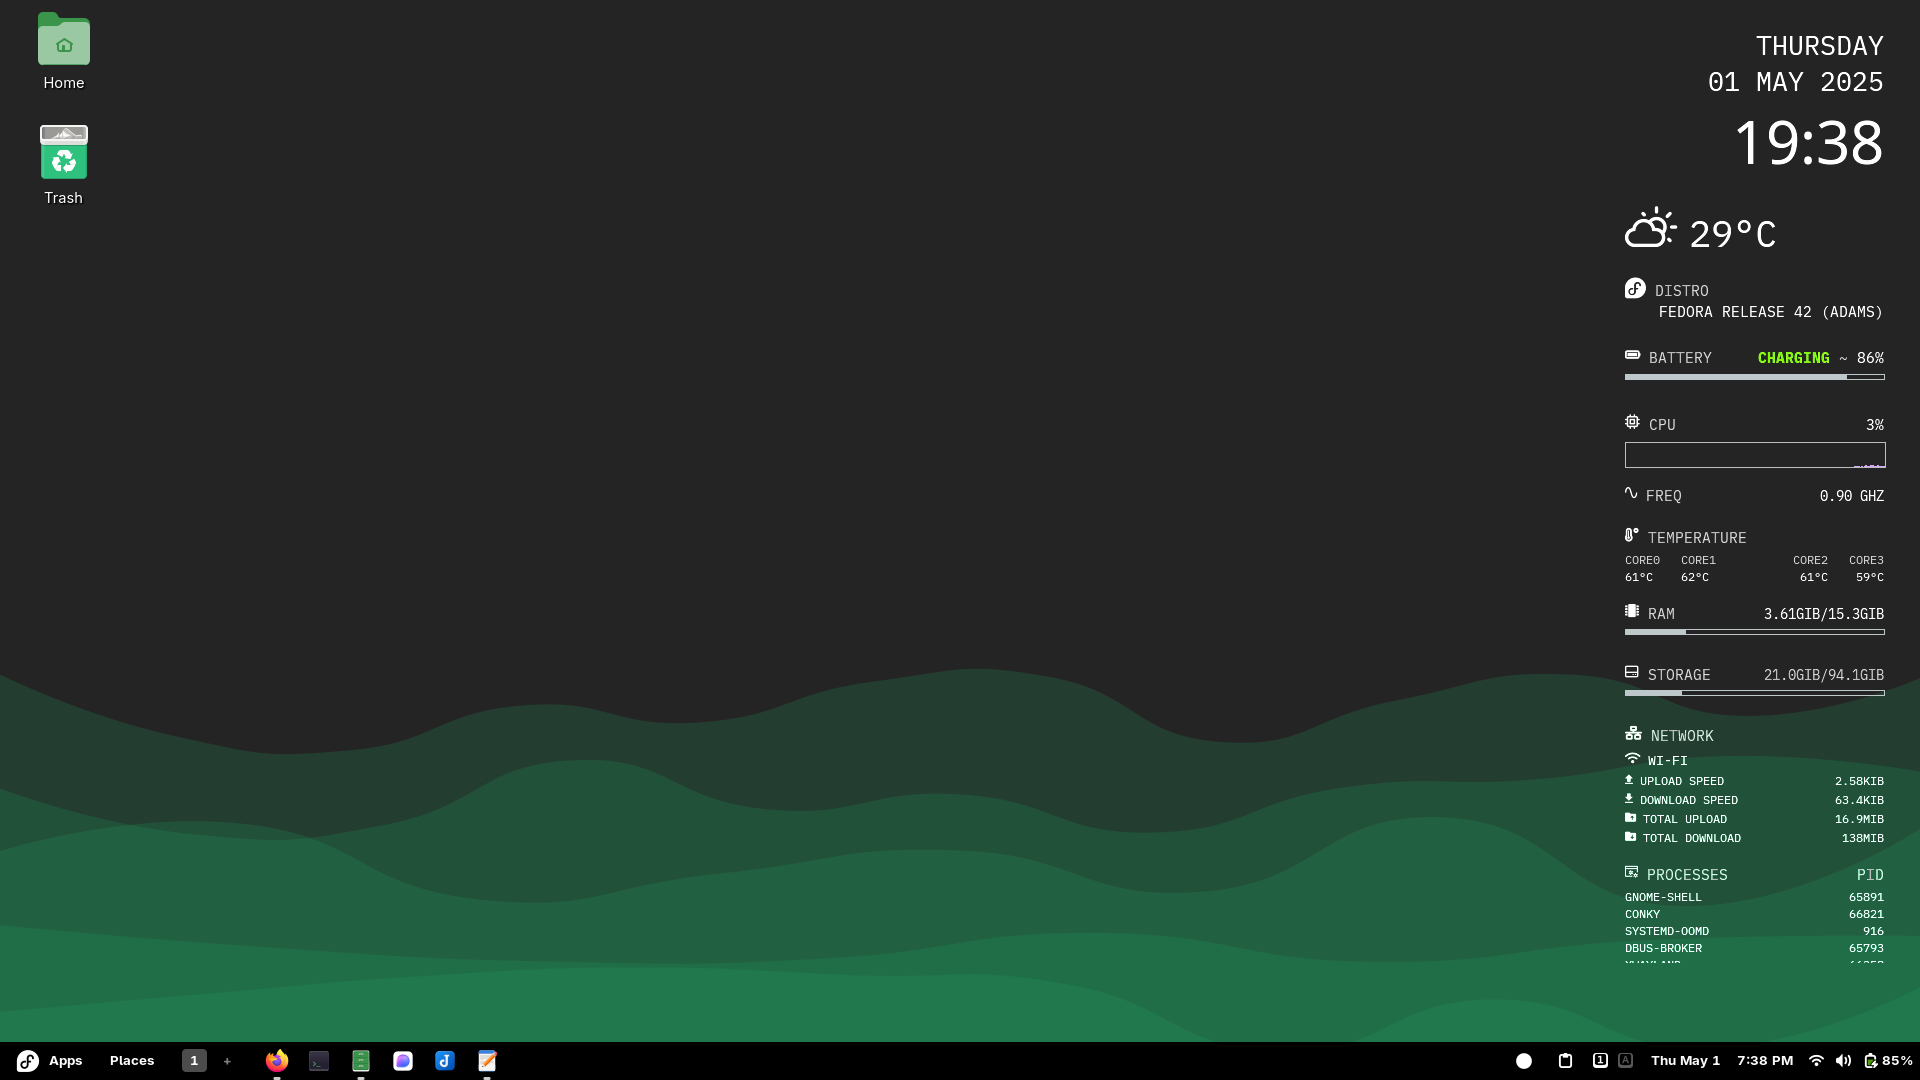 Home
Trash
THURSDAY
01 MAY 2025
19:38
29°C
DISTRO
FEDORA RELEASE 42 (ADAMS)
BATTERY CHARGING ~ 86%
CPU 3%
FREQ 0.90 GHZ
TEMPERATURE
CORE0 CORE1 CORE2 CORE3
61°C 62°C 61°C 59°C
RAM 3.61GIB/15.3GIB
STORAGE 21.0GIB/94.1GIB
NETWORK
WI-FI
UPLOAD SPEED 2.58KIB
DOWNLOAD SPEED 63.4KIB
TOTAL UPLOAD 16.9MIB
TOTAL DOWNLOAD 138MIB
PROCESSES PID
GNOME-SHELL 65891
CONKY 66821
SYSTEMD-OOMD 916
DBUS-BROKER 65793
Apps Places 1 + 1 A Thu May 1 7:38 PM 85%